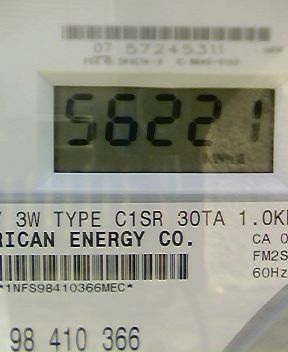 07 57245311
56221
3W TYPE C1SR 30TA 1.0K
RICAN ENERGY CO.
CA 0
FM2S
60Hz
*1NFS98410366MEC*
98 410 366